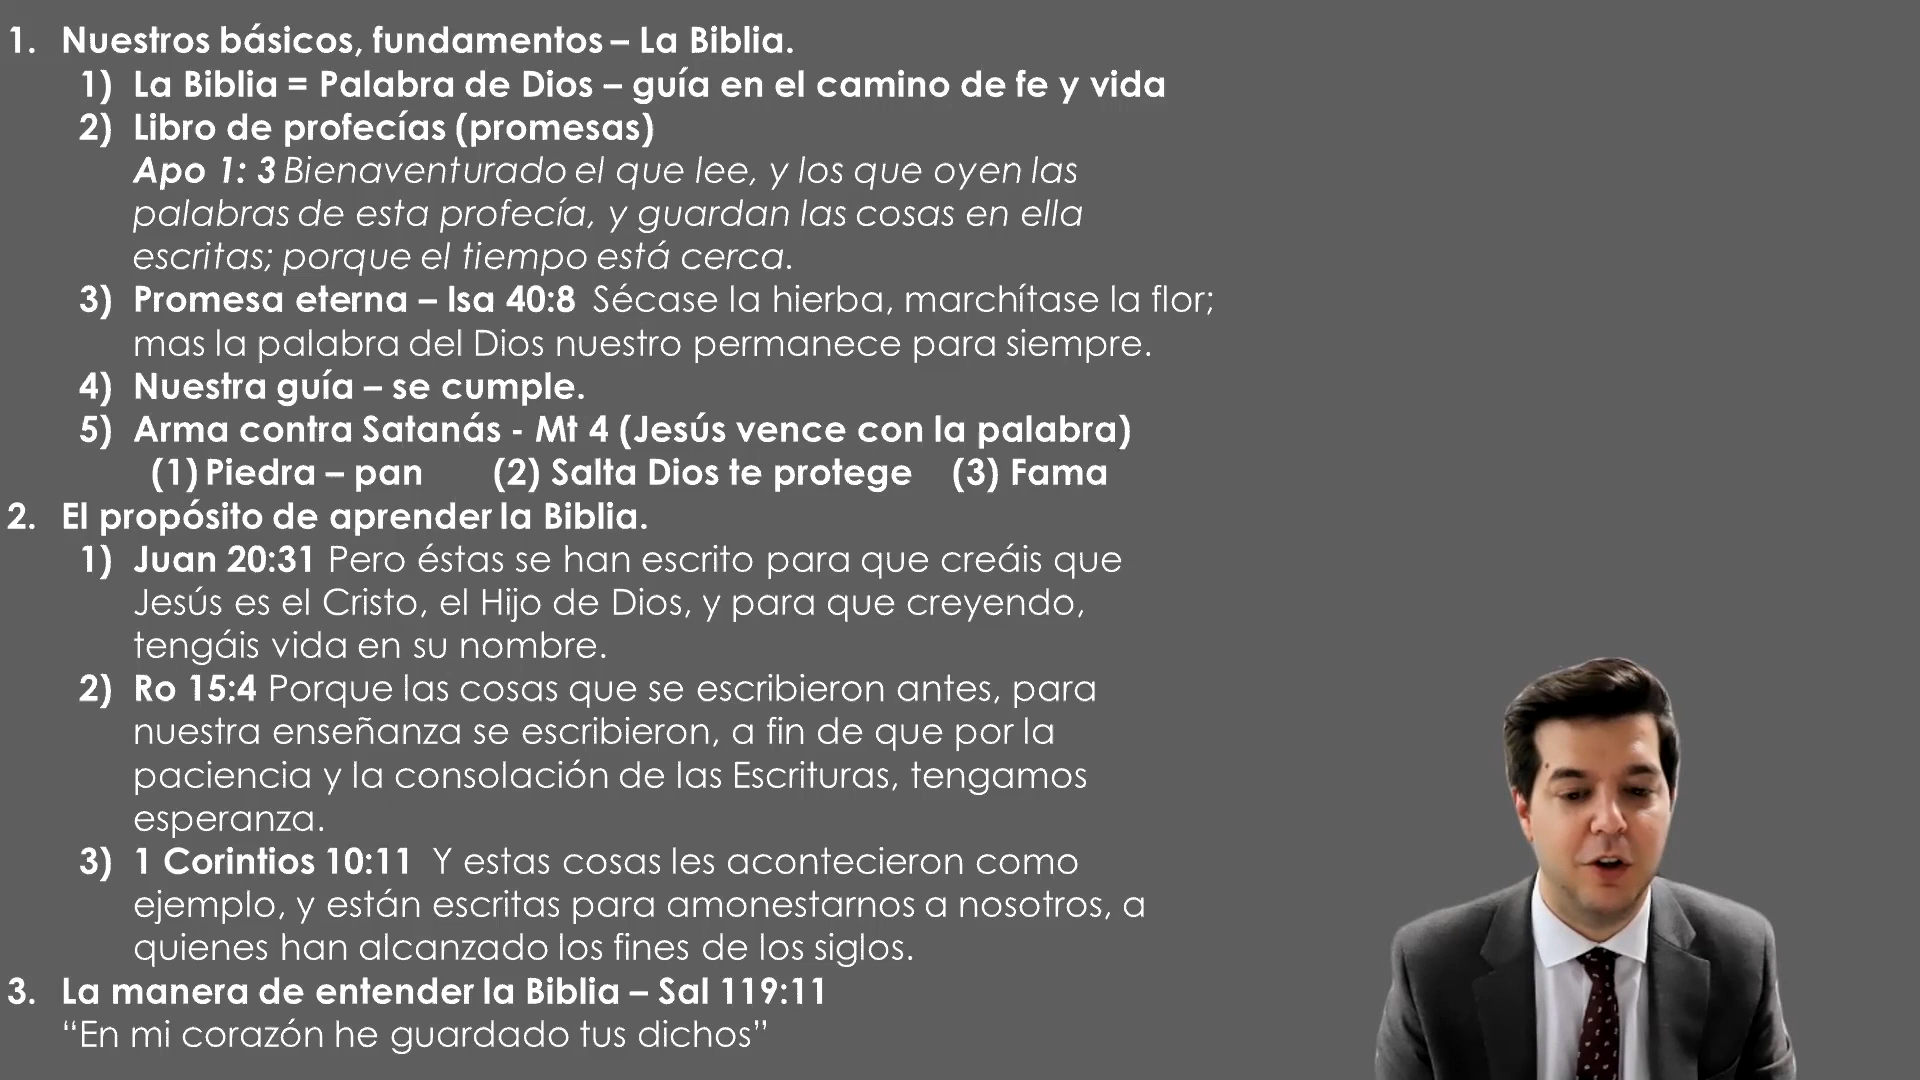 1. Nuestros básicos, fundamentos – La Biblia.
1) La Biblia = Palabra de Dios – guía en el camino de fe y vida
2) Libro de profecías (promesas)
Apo 1: 3 Bienaventurado el que lee, y los que oyen las
palabras de esta profecía, y guardan las cosas en ella
escritas; porque el tiempo está cerca.
3) Promesa eterna – Isa 40:8 Sécase la hierba, marchítase la flor;
mas la palabra del Dios nuestro permanece para siempre.
4) Nuestra guía – se cumple.
5) Arma contra Satanás - Mt 4 (Jesús vence con la palabra)
(1) Piedra – pan (2) Salta Dios te protege (3) Fama
2. El propósito de aprender la Biblia.
1) Juan 20:31 Pero éstas se han escrito para que creáis que
Jesús es el Cristo, el Hijo de Dios, y para que creyendo,
tengáis vida en su nombre.
2) Ro 15:4 Porque las cosas que se escribieron antes, para
nuestra enseñanza se escribieron, a fin de que por la
paciencia y la consolación de las Escrituras, tengamos
esperanza.
3) 1 Corintios 10:11 Y estas cosas les acontecieron como
ejemplo, y están escritas para amonestarnos a nosotros, a
quienes han alcanzado los fines de los siglos.
3. La manera de entender la Biblia – Sal 119:11
“En mi corazón he guardado tus dichos”